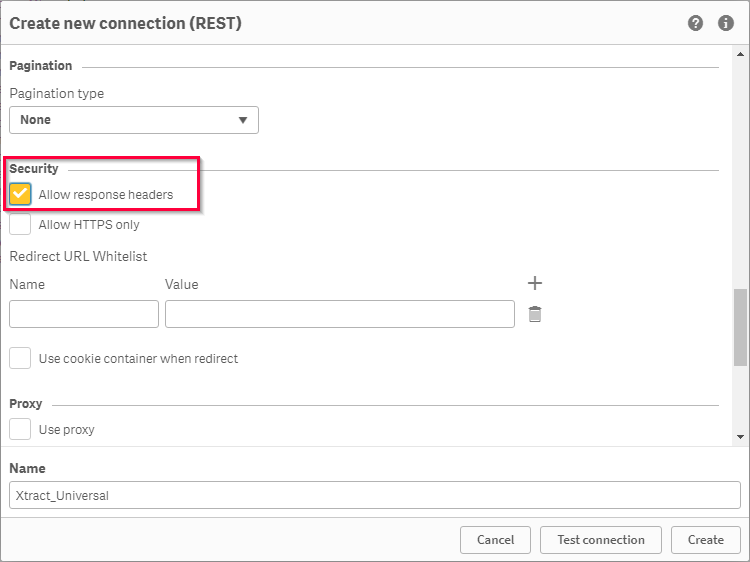 Create new connection (REST)
Pagination
Pagination type
None
Security
Allow response headers
Allow HTTPS only
Redirect URL Whitelist
Name Value
Use cookie container when redirect
Proxy
Use proxy
Name
Xtract_Universal
Cancel Test connection Create